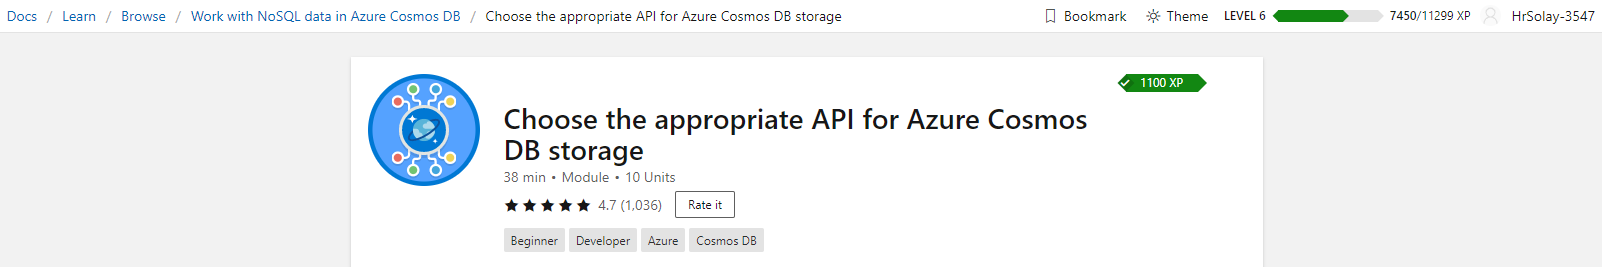 Docs / Learn / Browse / Work with NoSQL data in Azure Cosmos DB / Choose the appropriate API for Azure Cosmos DB storage
Bookmark Theme LEVEL 6 7450/11299 XP HrSolay-3547
1100 XP
Choose the appropriate API for Azure Cosmos
DB storage
38 min • Module • 10 Units
4.7 (1,036) Rate it
Beginner Developer Azure Cosmos DB